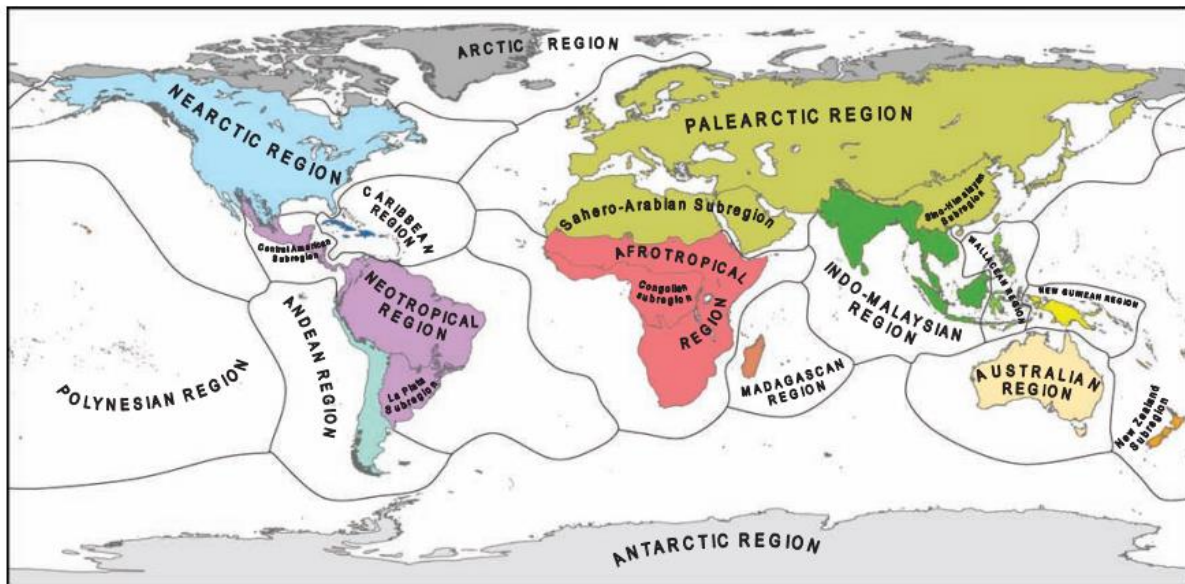 ARCTIC REGION
NEARCTIC REGION
PALEARCTIC REGION
CARIBBEAN
REGION
Sahero-Arabian Subregion
Sino-Himalayan
Subregion
Central American
Subregion
AFROTROPICAL
REGION
Congolian
subregion
WALLACEAN REGION
NEW GUINEAN REGION
NEOTROPICAL
REGION
ANDEAN REGION
INDO-MALAYSIAN
REGION
POLYNESIAN REGION
La Plata
Subregion
MADAGASCAN
REGION
AUSTRALIAN
REGION
New Zealand
Subregion
ANTARCTIC REGION